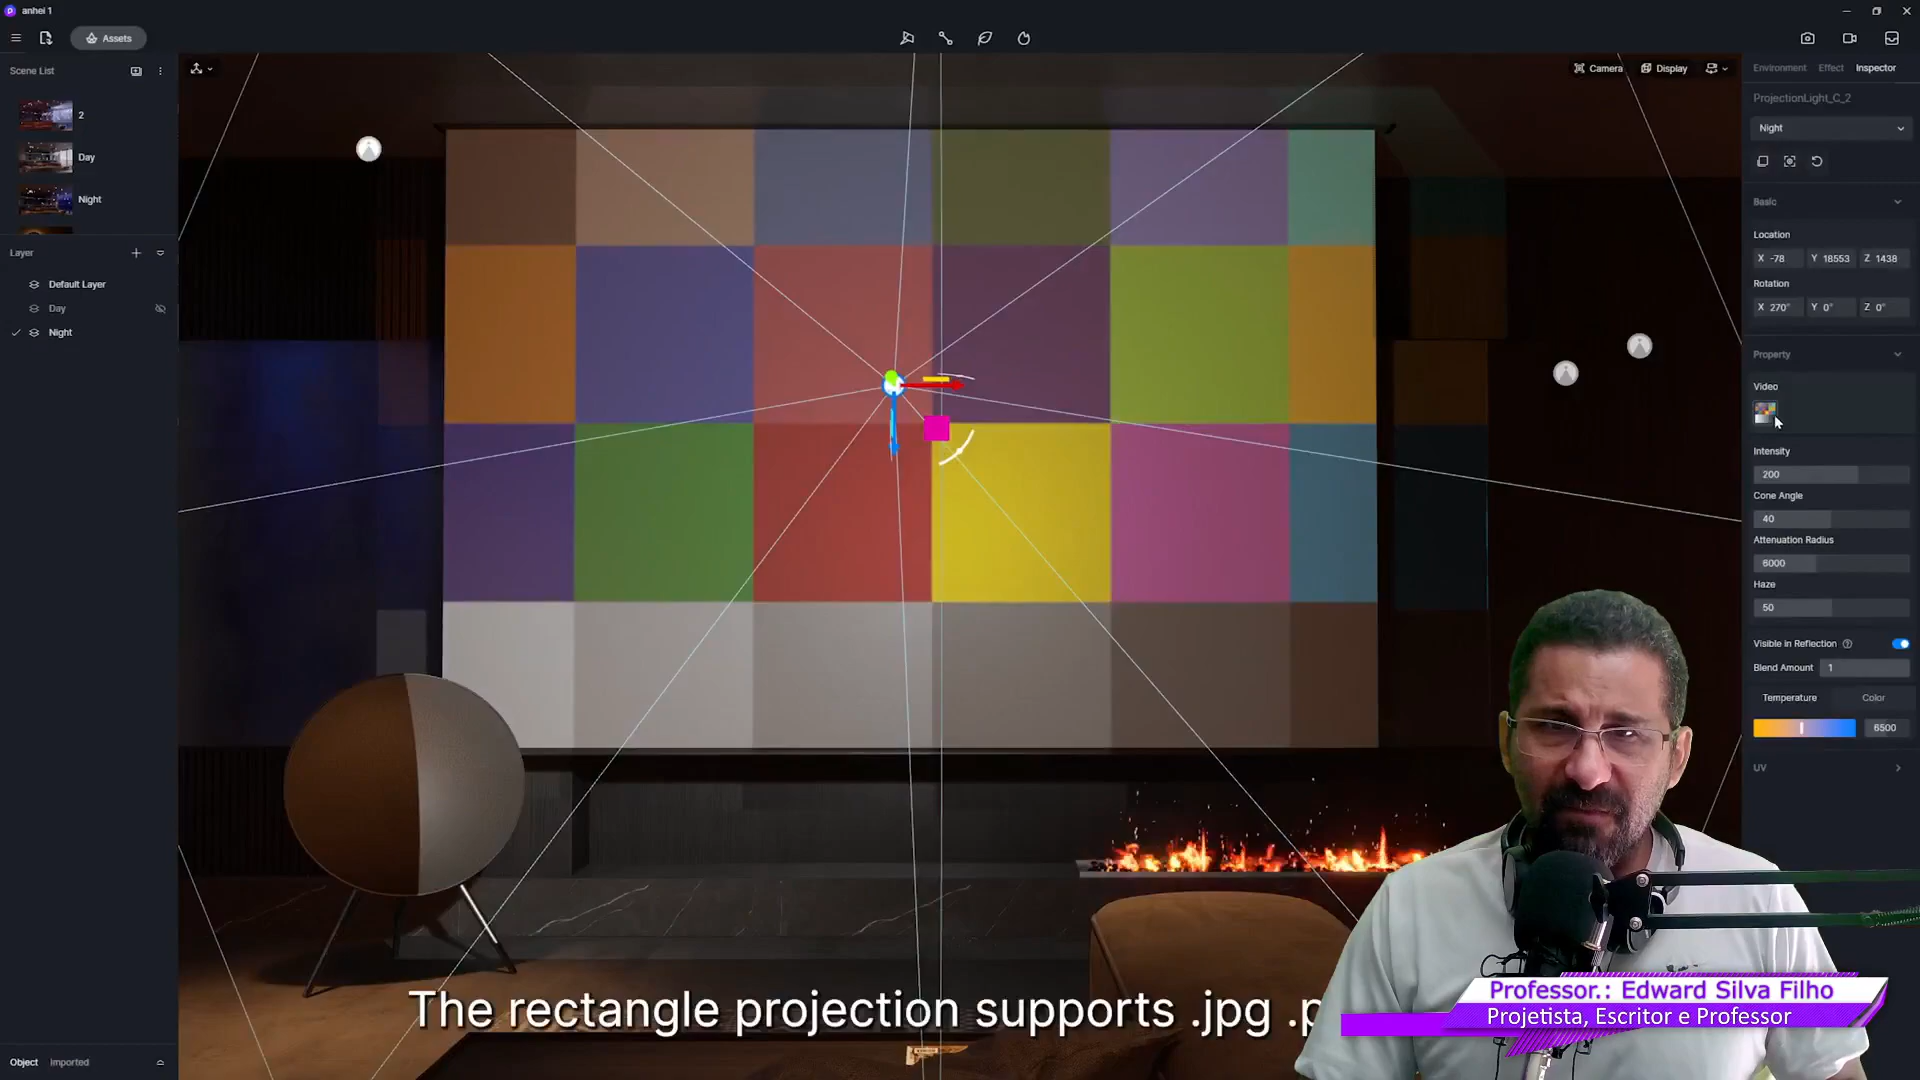 anhei 1
Assets
Scene List
2
Day
Night
Layer
Default Layer
Day
Night
Object Imported
Camera Display
Environment Effect Inspector
ProjectionLight_C_2
Night
Basic
Location
X -78 Y 18553 Z 1438
Rotation
X 270° Y 0° Z 0°
Property
Video
Intensity
200
Cone Angle
40
Attenuation Radius
6000
Haze
50
Visible in Reflection
Blend Amount 1
Temperature Color
6500
UV
The rectangle projection supports .jpg .p
Professor.: Edward Silva Filho
Projetista, Escritor e Professor